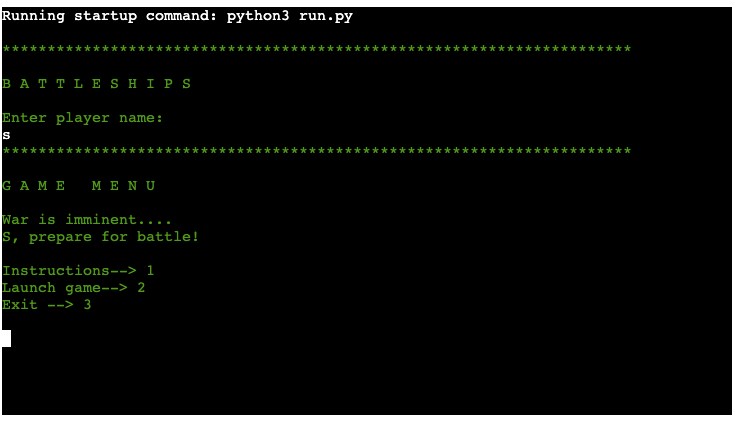 Running startup command: python3 run.py
**********************************************************************
B A T T L E S H I P S
Enter player name:
s
**********************************************************************
G A M E   M E N U
War is imminent....
S, prepare for battle!
Instructions--> 1
Launch game--> 2
Exit --> 3